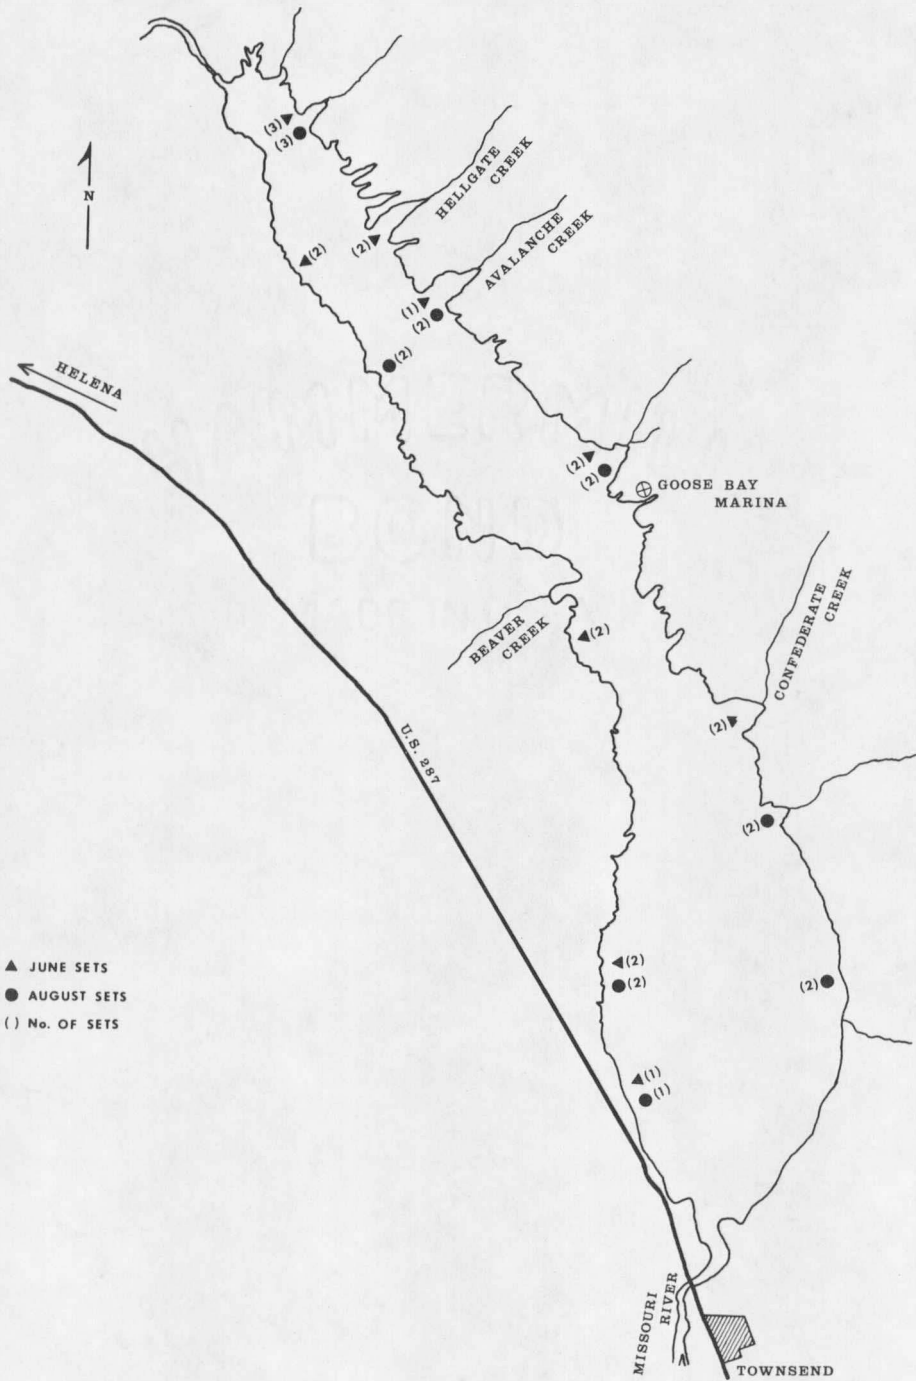 (3)
(3)
N
HELLGATE
CREEK
(2)
(2)
AVALANCHE
CREEK
(1)
(2)
(2)
HELENA
(2)
(2)
GOOSE BAY
MARINA
CONFEDERATE
CREEK
BEAVER
CREEK
(2)
(2)
U.S. 287
(2)
(2)
(2)
(2)
▲ JUNE SETS
● AUGUST SETS
( ) No. OF SETS
(1)
(1)
MISSOURI
RIVER
TOWNSEND